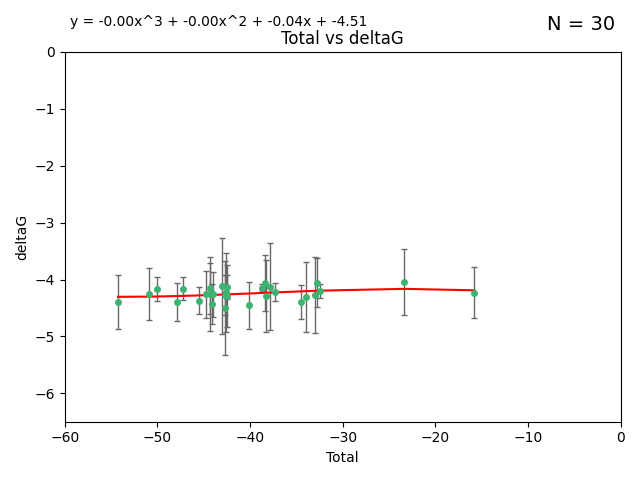 y = -0.00x^3 + -0.00x^2 + -0.04x + -4.51
N = 30
Total vs deltaG
deltaG
0
−1
−2
−3
−4
−5
−6
−60
−50
−40
−30
−20
−10
0
Total